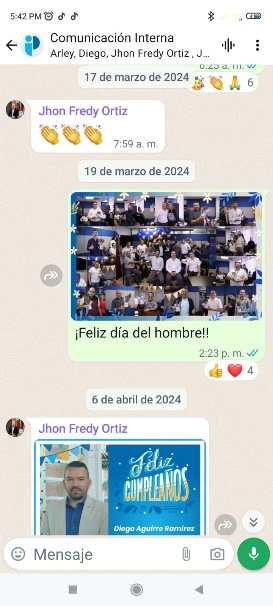 5:42 PM
Comunicación Interna
Arley, Diego, Jhon Fredy Ortiz , J...
17 de marzo de 2024
6:25 a. m.
6
Jhon Fredy Ortiz
7:59 a. m.
19 de marzo de 2024
¡Feliz día del hombre!!
2:23 p. m.
4
6 de abril de 2024
Jhon Fredy Ortiz
Feliz
CUMPLEAÑOS
Diego Aguirre Ramirez
Mensaje